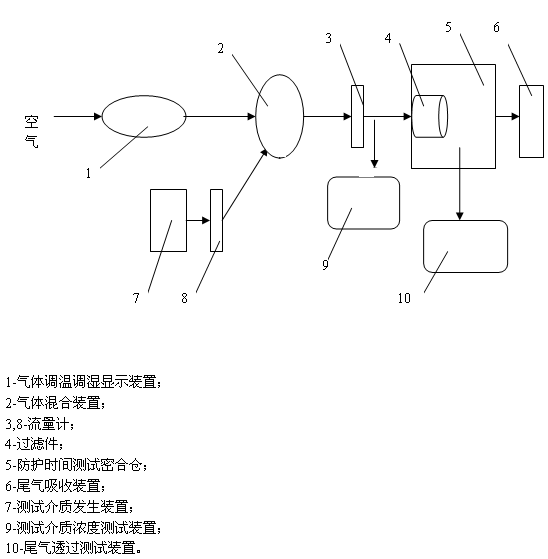 2
3
4
5
6
空
气
1
7
8
9
10
1-气体调温调湿显示装置；
2-气体混合装置；
3,8-流量计；
4-过滤件；
5-防护时间测试密合仓；
6-尾气吸收装置；
7-测试介质发生装置；
9-测试介质浓度测试装置；
10-尾气透过测试装置。